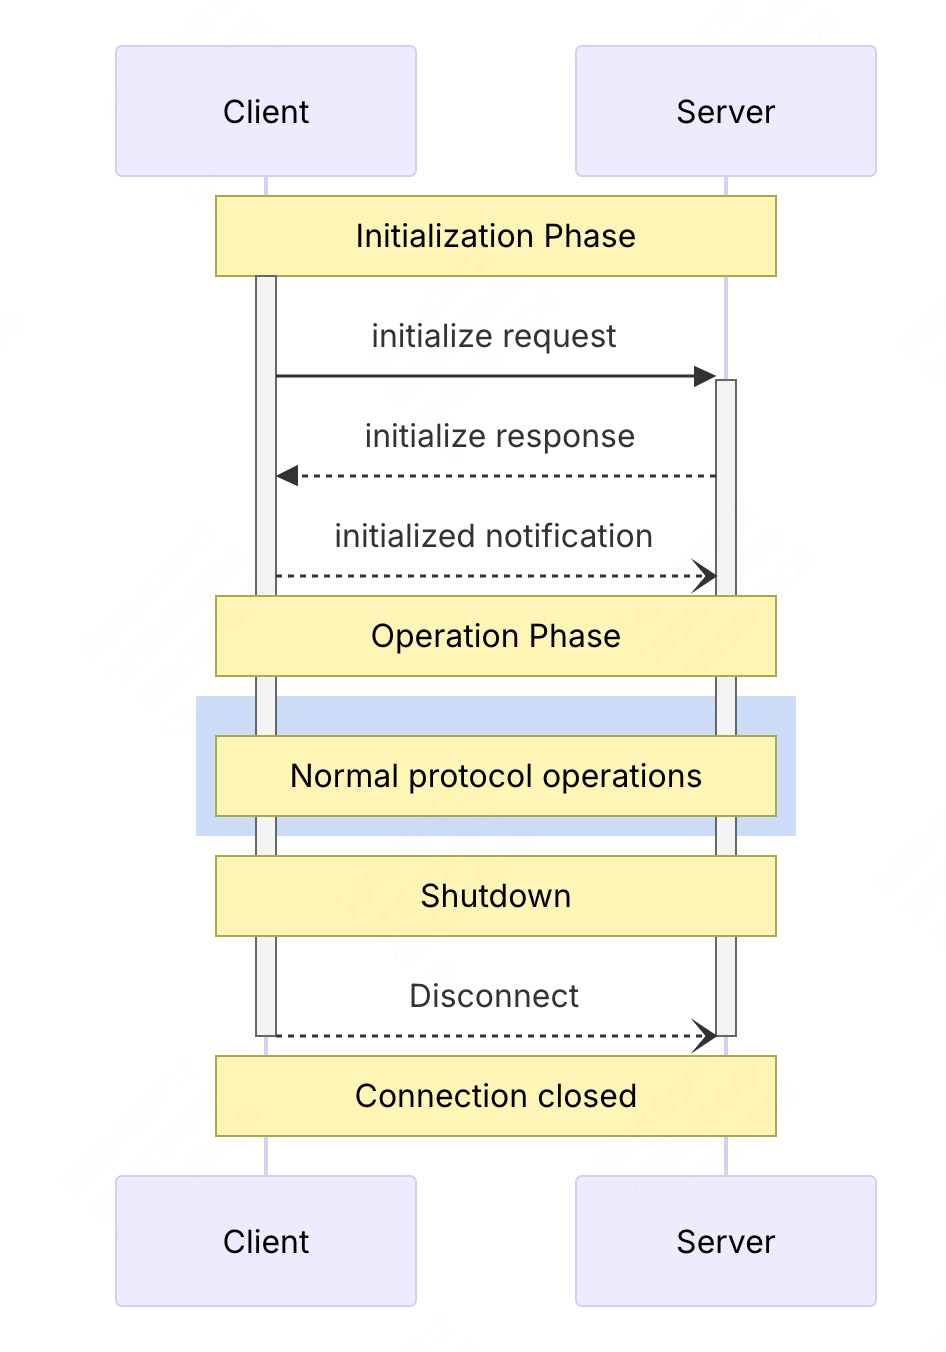 Client
Server
Initialization Phase
initialize request
initialize response
initialized notification
Operation Phase
Normal protocol operations
Shutdown
Disconnect
Connection closed
Client
Server